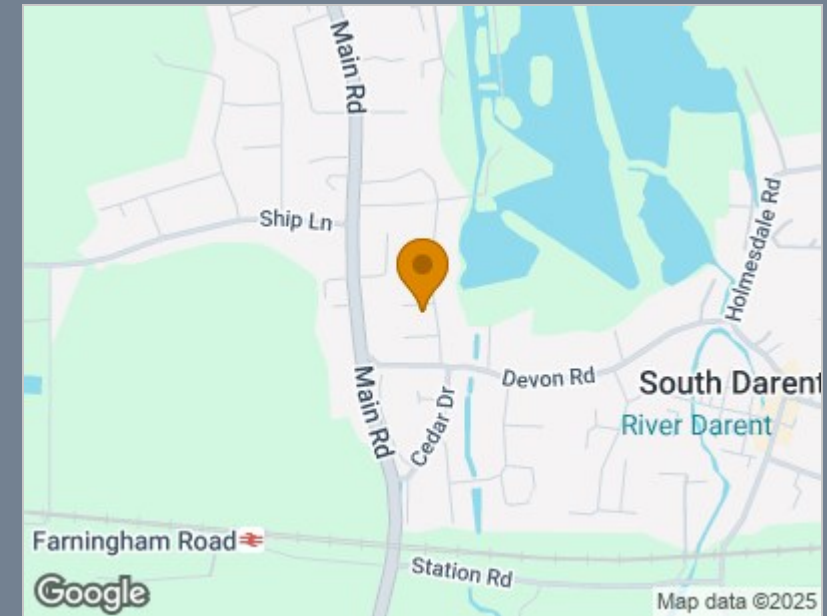 Main Rd
Ship Ln
Holmesdale Rd
Devon Rd
South Darent
River Darent
Main Rd
Cedar Dr
Farningham Road
Station Rd
Google
Map data ©2025